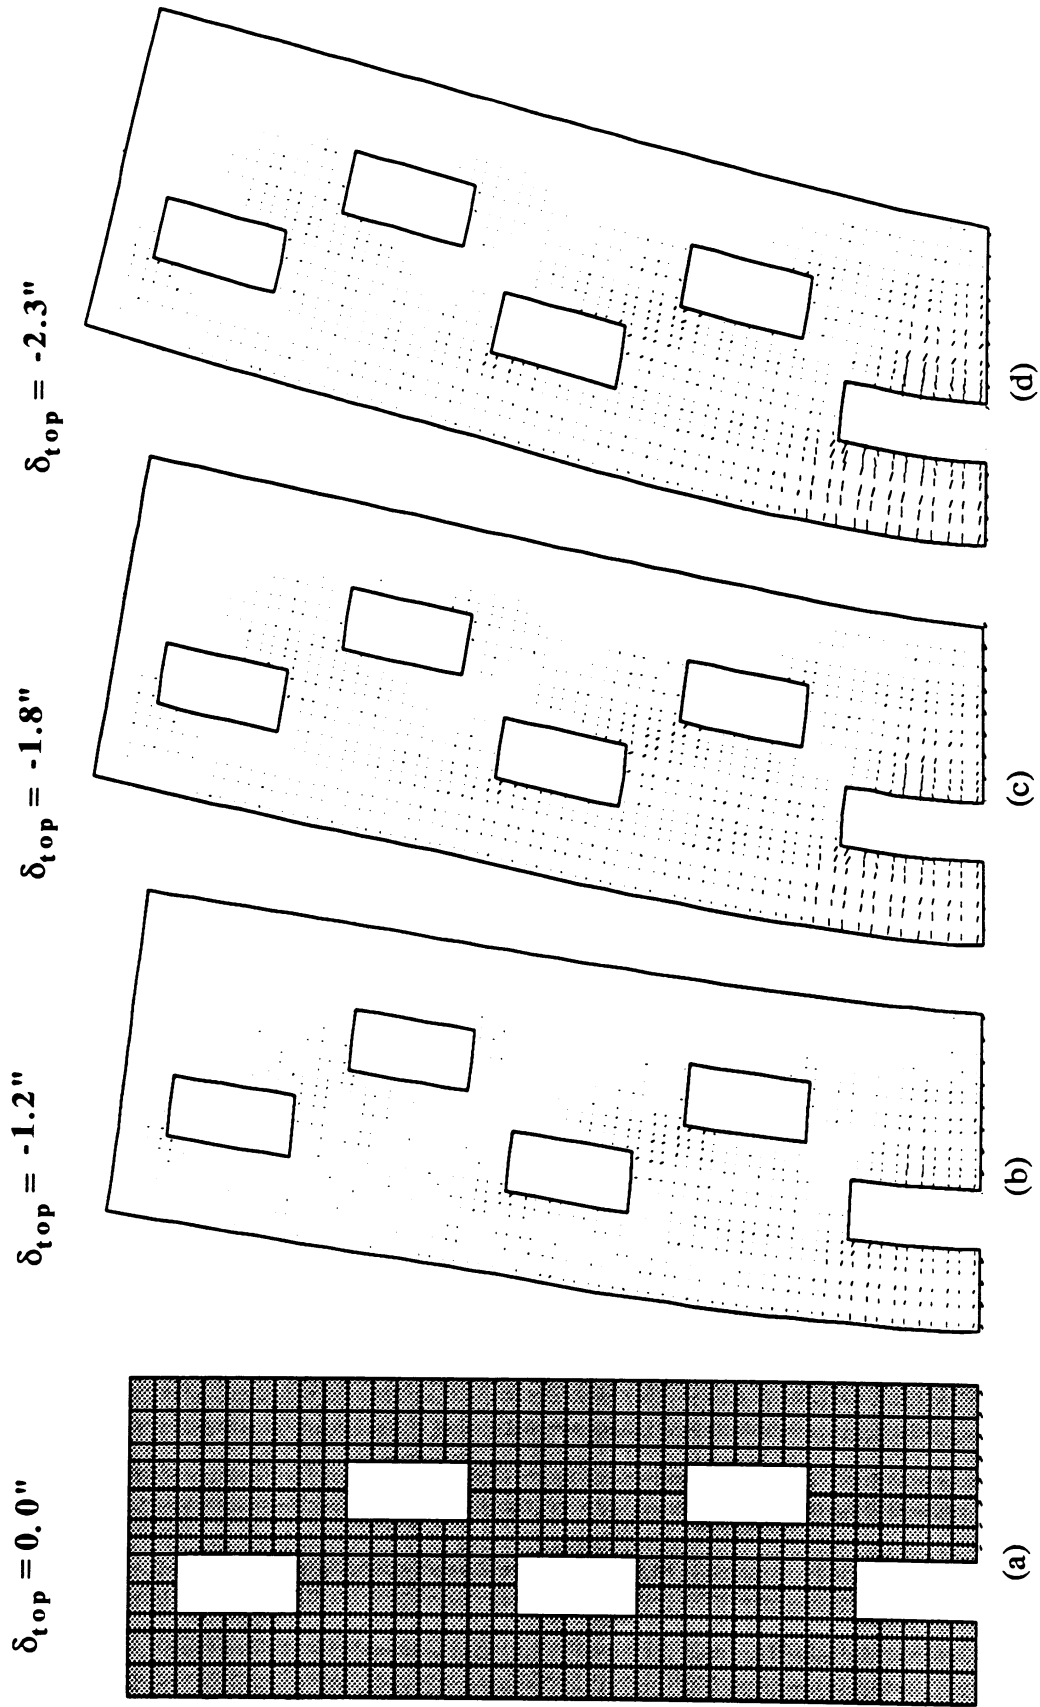 δtop = 0.0"
δtop = -1.2"
δtop = -1.8"
δtop = -2.3"
(a)
(b)
(c)
(d)